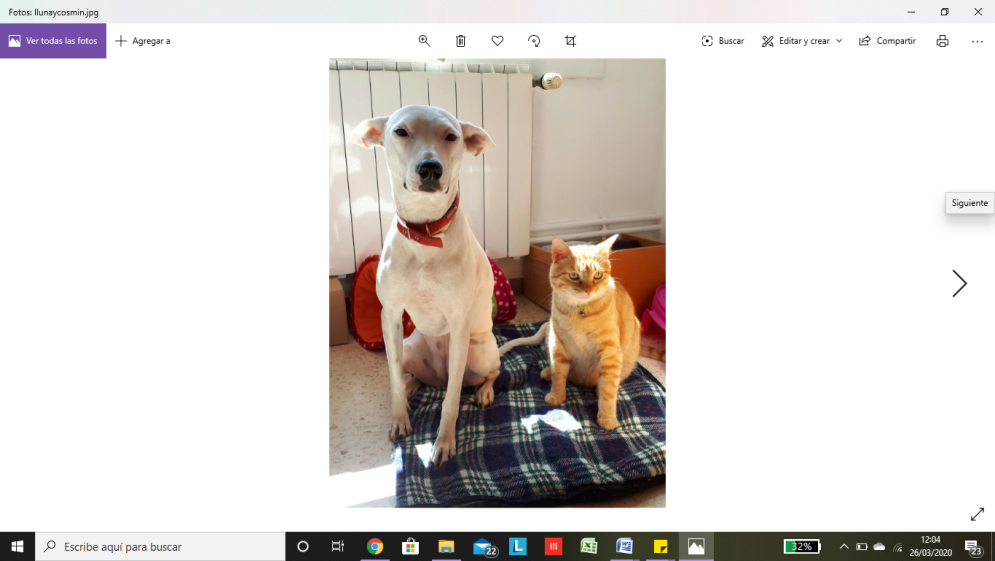 Fotos: llunaycosmin.jpg
Ver todas las fotos
Agregar a
Buscar
Editar y crear
Compartir
Siguiente
Escribe aquí para buscar
22
L
32%
12:04
26/03/2020
23